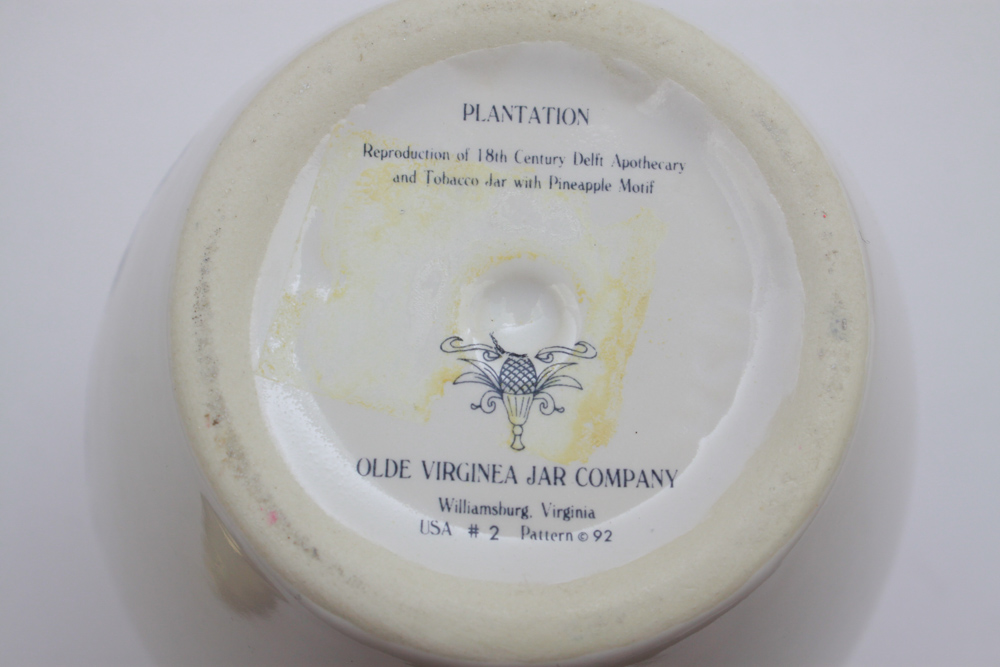 PLANTATION
Reproduction of 18th Century Delft Apothecary
and Tobacco Jar with Pineapple Motif
OLDE VIRGINEA JAR COMPANY
Williamsburg, Virginia
USA # 2 Pattern © 92